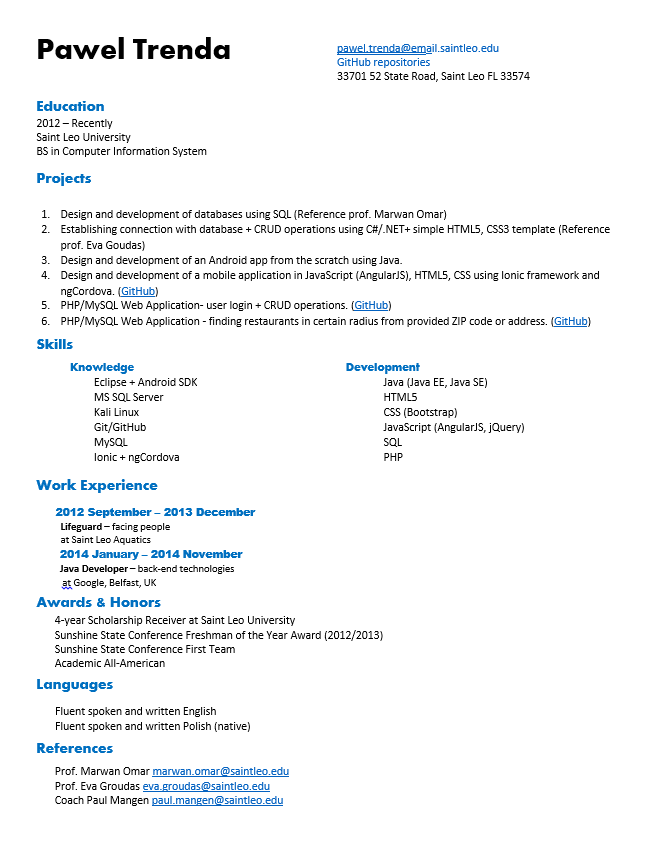 Pawel Trenda
pawel.trenda@email.saintleo.edu
GitHub repositories
33701 52 State Road, Saint Leo FL 33574
Education
2012 – Recently
Saint Leo University
BS in Computer Information System
Projects
1. Design and development of databases using SQL (Reference prof. Marwan Omar)
2. Establishing connection with database + CRUD operations using C#/.NET+ simple HTML5, CSS3 template (Reference
prof. Eva Goudas)
3. Design and development of an Android app from the scratch using Java.
4. Design and development of a mobile application in JavaScript (AngularJS), HTML5, CSS using Ionic framework and
ngCordova. (GitHub)
5. PHP/MySQL Web Application- user login + CRUD operations. (GitHub)
6. PHP/MySQL Web Application - finding restaurants in certain radius from provided ZIP code or address. (GitHub)
Skills
Knowledge
Eclipse + Android SDK
MS SQL Server
Kali Linux
Git/GitHub
MySQL
Ionic + ngCordova
Development
Java (Java EE, Java SE)
HTML5
CSS (Bootstrap)
JavaScript (AngularJS, jQuery)
SQL
PHP
Work Experience
2012 September – 2013 December
Lifeguard – facing people
at Saint Leo Aquatics
2014 January – 2014 November
Java Developer – back-end technologies
at Google, Belfast, UK
Awards & Honors
4-year Scholarship Receiver at Saint Leo University
Sunshine State Conference Freshman of the Year Award (2012/2013)
Sunshine State Conference First Team
Academic All-American
Languages
Fluent spoken and written English
Fluent spoken and written Polish (native)
References
Prof. Marwan Omar marwan.omar@saintleo.edu
Prof. Eva Groudas eva.groudas@saintleo.edu
Coach Paul Mangen paul.mangen@saintleo.edu